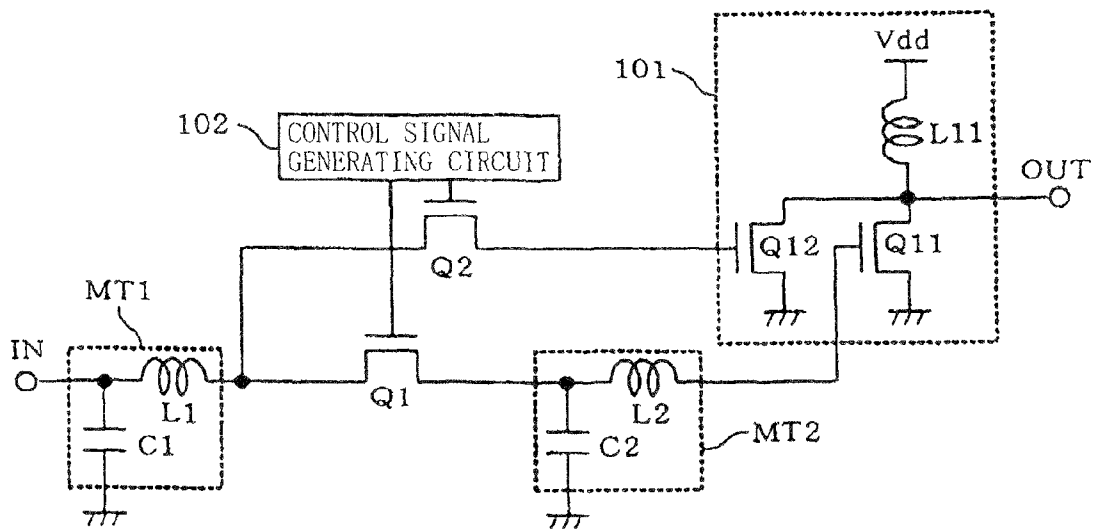 Vdd
101
102
CONTROL SIGNAL
GENERATING CIRCUIT
L11
OUT
Q2
Q12
Q11
MT1
IN
L1
Q1
L2
C1
C2
MT2